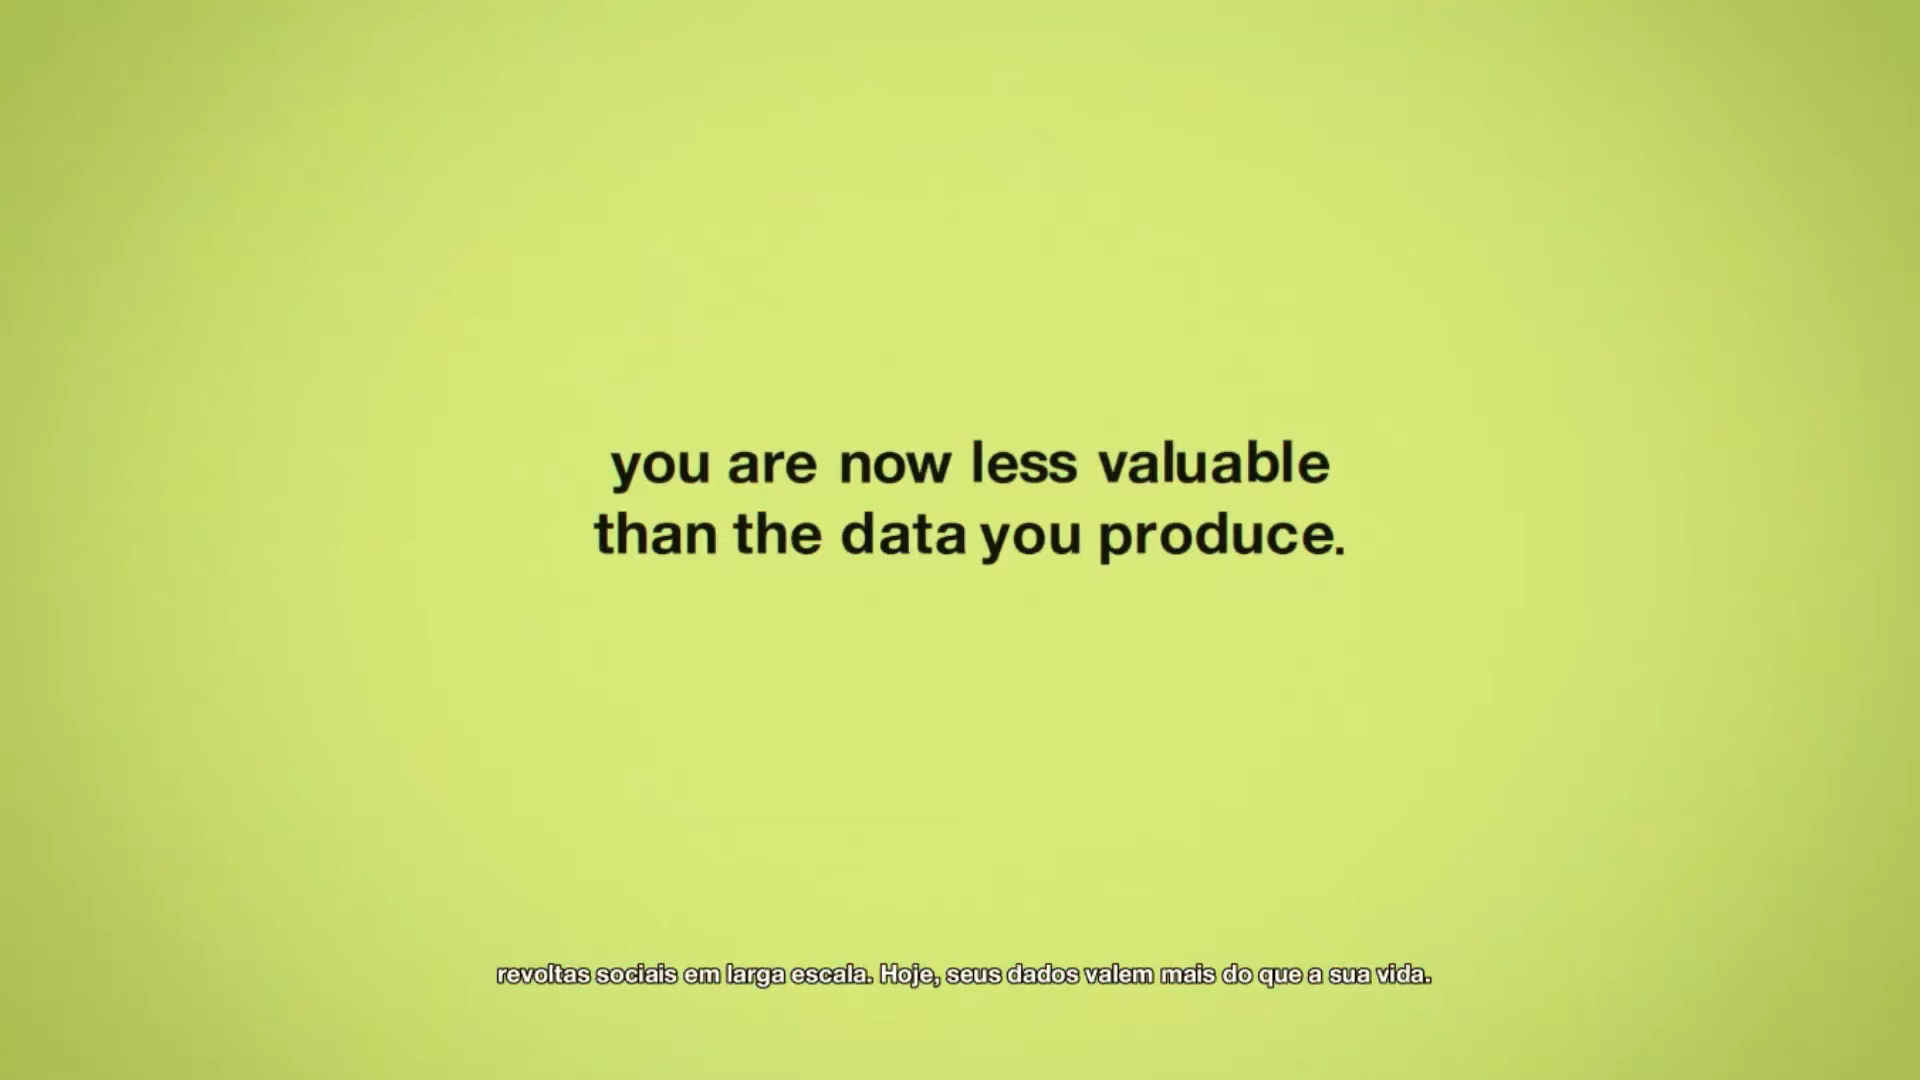 you are now less valuable
than the data you produce.
revoltas sociais em larga escala. Hoje, seus dados valem mais do que a sua vida.